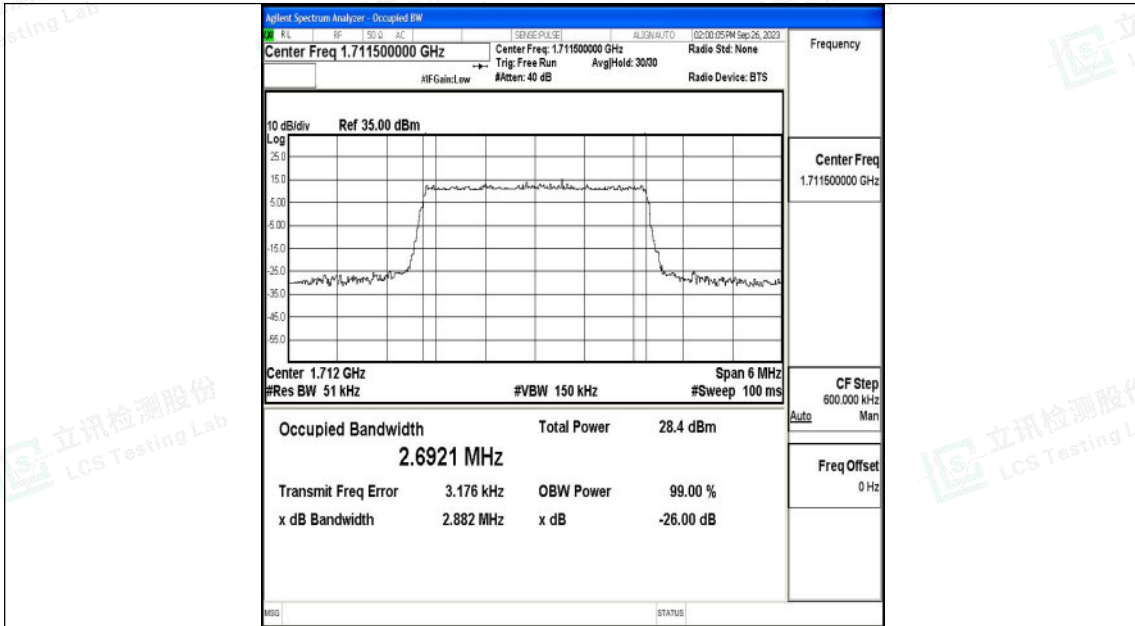 Agilent Spectrum Analyzer - Occupied BW
RL RF 50 Ω AC SENSE:PULSE ALIGNAUTO 02:00:05 PM Sep 26, 2023
Center Freq 1.711500000 GHz
Center Freq: 1.711500000 GHz
Radio Std: None
Trig: Free Run Avg|Hold: 30/30
#IFGain:Low
#Atten: 40 dB
Radio Device: BTS
10 dB/div Ref 35.00 dBm
Log
25.0
15.0
5.00
-5.00
-15.0
-25.0
-35.0
-45.0
-55.0
Center 1.712 GHz Span 6 MHz
#Res BW 51 kHz #VBW 150 kHz #Sweep 100 ms
Occupied Bandwidth Total Power 28.4 dBm
2.6921 MHz
Transmit Freq Error 3.176 kHz OBW Power 99.00 %
x dB Bandwidth 2.882 MHz x dB -26.00 dB
MSG STATUS
Frequency
Center Freq
1.711500000 GHz
CF Step
600.000 kHz
Auto Man
Freq Offset
0 Hz
立讯检测股份
LCS Testing Lab
立讯检测股份
LCS Testing L
sting Lab